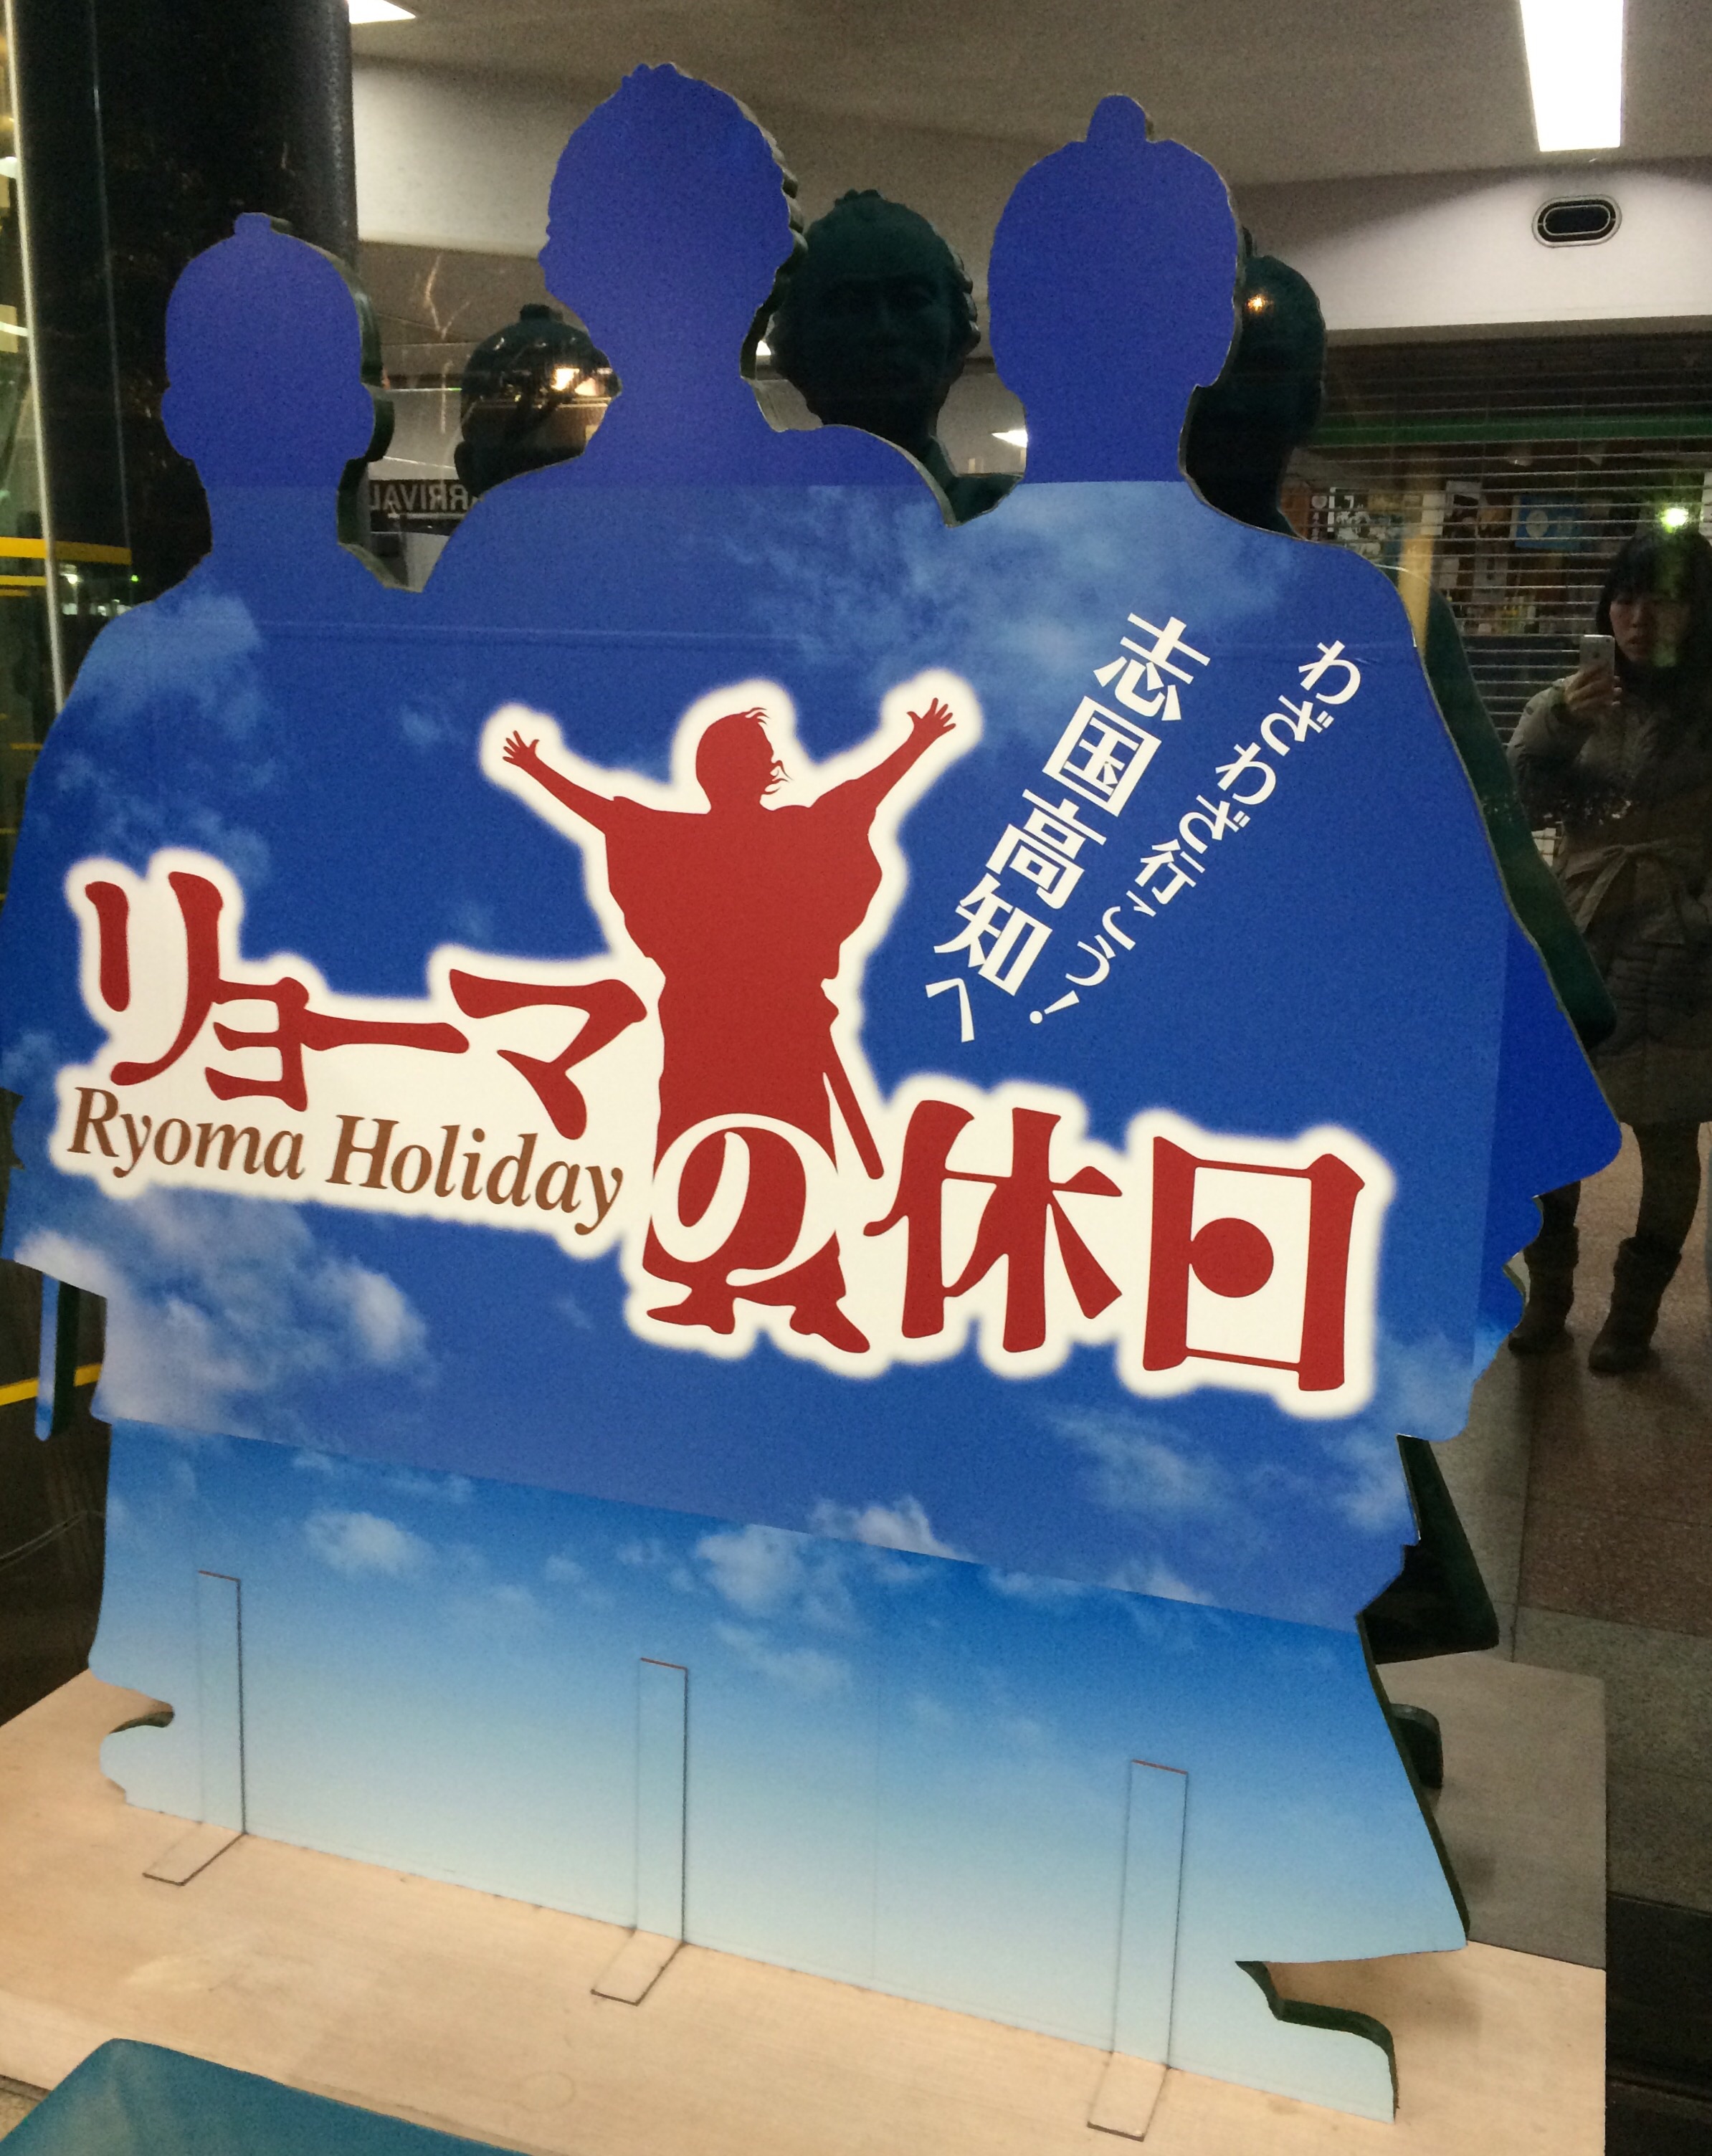 わざわざ行こう!
志国高知へ
リョーマの休日
Ryoma Holiday
ARRIVAL